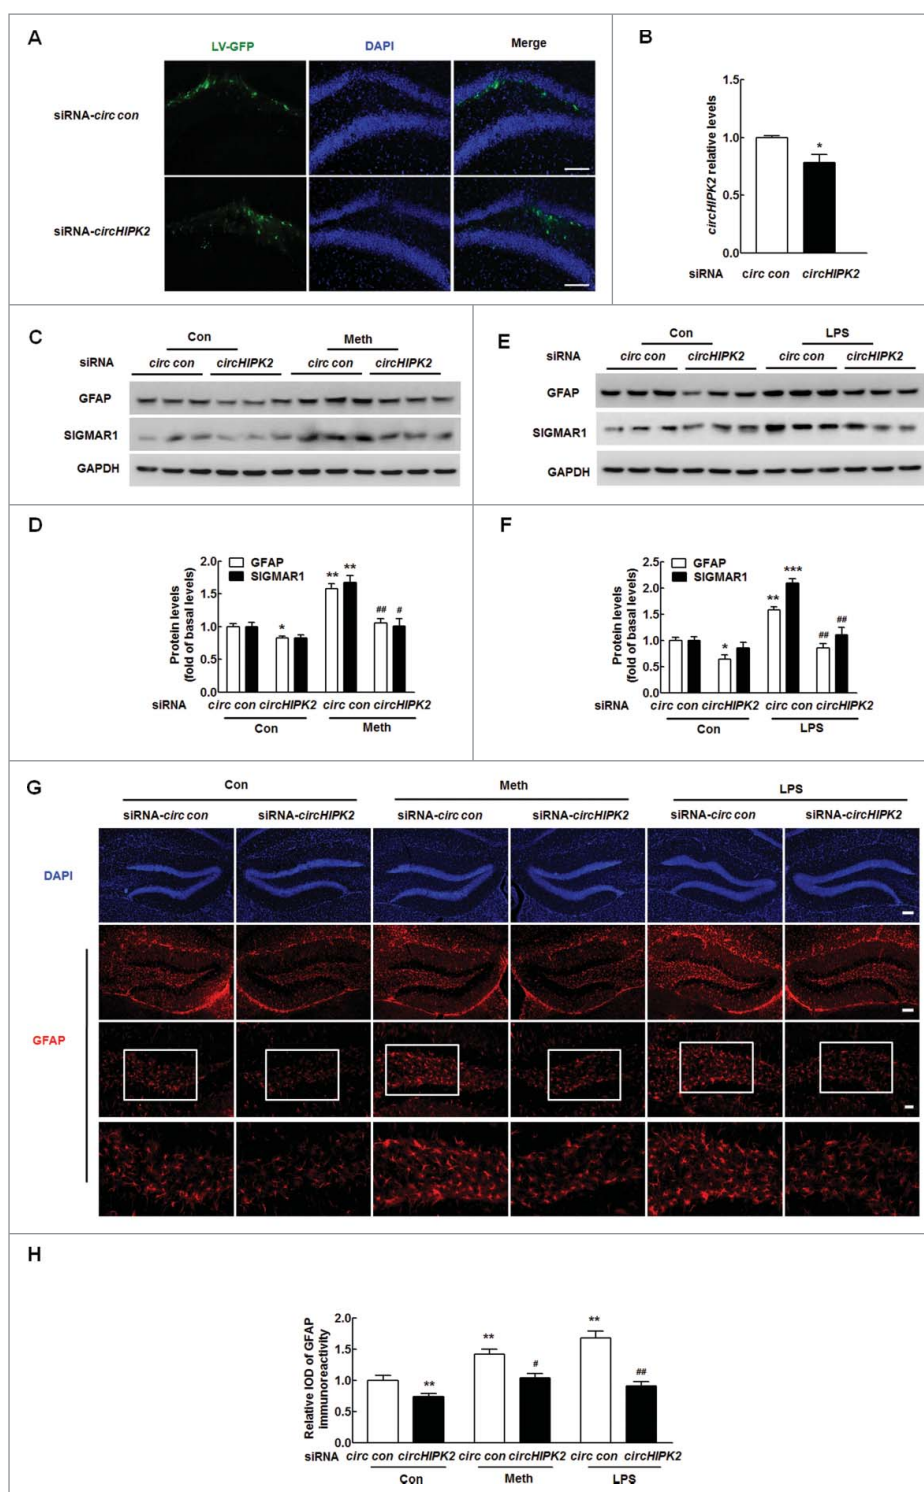 A
LV-GFP DAPI Merge
siRNA-circ con
siRNA-circHIPK2
B
circHIPK2 relative levels
1.5
1.0
*
0.5
0.0
siRNA circ con circHIPK2
C
Con Meth
siRNA circ con circHIPK2 circ con circHIPK2
GFAP
SIGMAR1
GAPDH
E
Con LPS
siRNA circ con circHIPK2 circ con circHIPK2
GFAP
SIGMAR1
GAPDH
D
Protein levels
(fold of basal levels)
2.0
1.5
1.0
0.5
0.0
GFAP
SIGMAR1
* ** ** ## #
siRNA circ con circHIPK2 circ con circHIPK2
Con Meth
F
Protein levels
(fold of basal levels)
2.5
2.0
1.5
1.0
0.5
0.0
GFAP
SIGMAR1
* ** *** ## ##
siRNA circ con circHIPK2 circ con circHIPK2
Con LPS
G
Con Meth LPS
siRNA-circ con siRNA-circHIPK2 siRNA-circ con siRNA-circHIPK2 siRNA-circ con siRNA-circHIPK2
DAPI
GFAP
H
Relative IOD of GFAP
Immunoreactivity
2.0
1.5
1.0
0.5
0.0
** ** # ** ##
siRNA circ con circHIPK2 circ con circHIPK2 circ con circHIPK2
Con Meth LPS